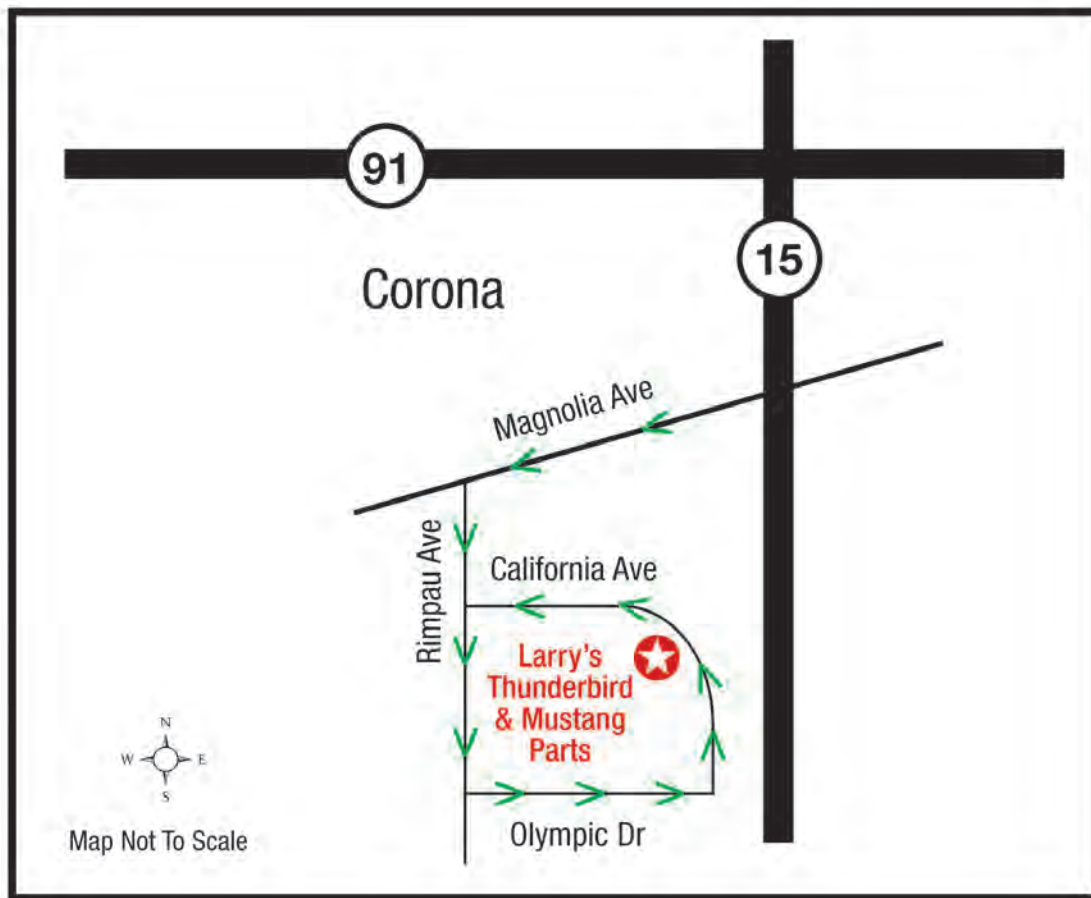 91
15
Corona
Magnolia Ave
Rimpau Ave
California Ave
Larry's
Thunderbird
& Mustang
Parts
N
W E
S
Olympic Dr
Map Not To Scale